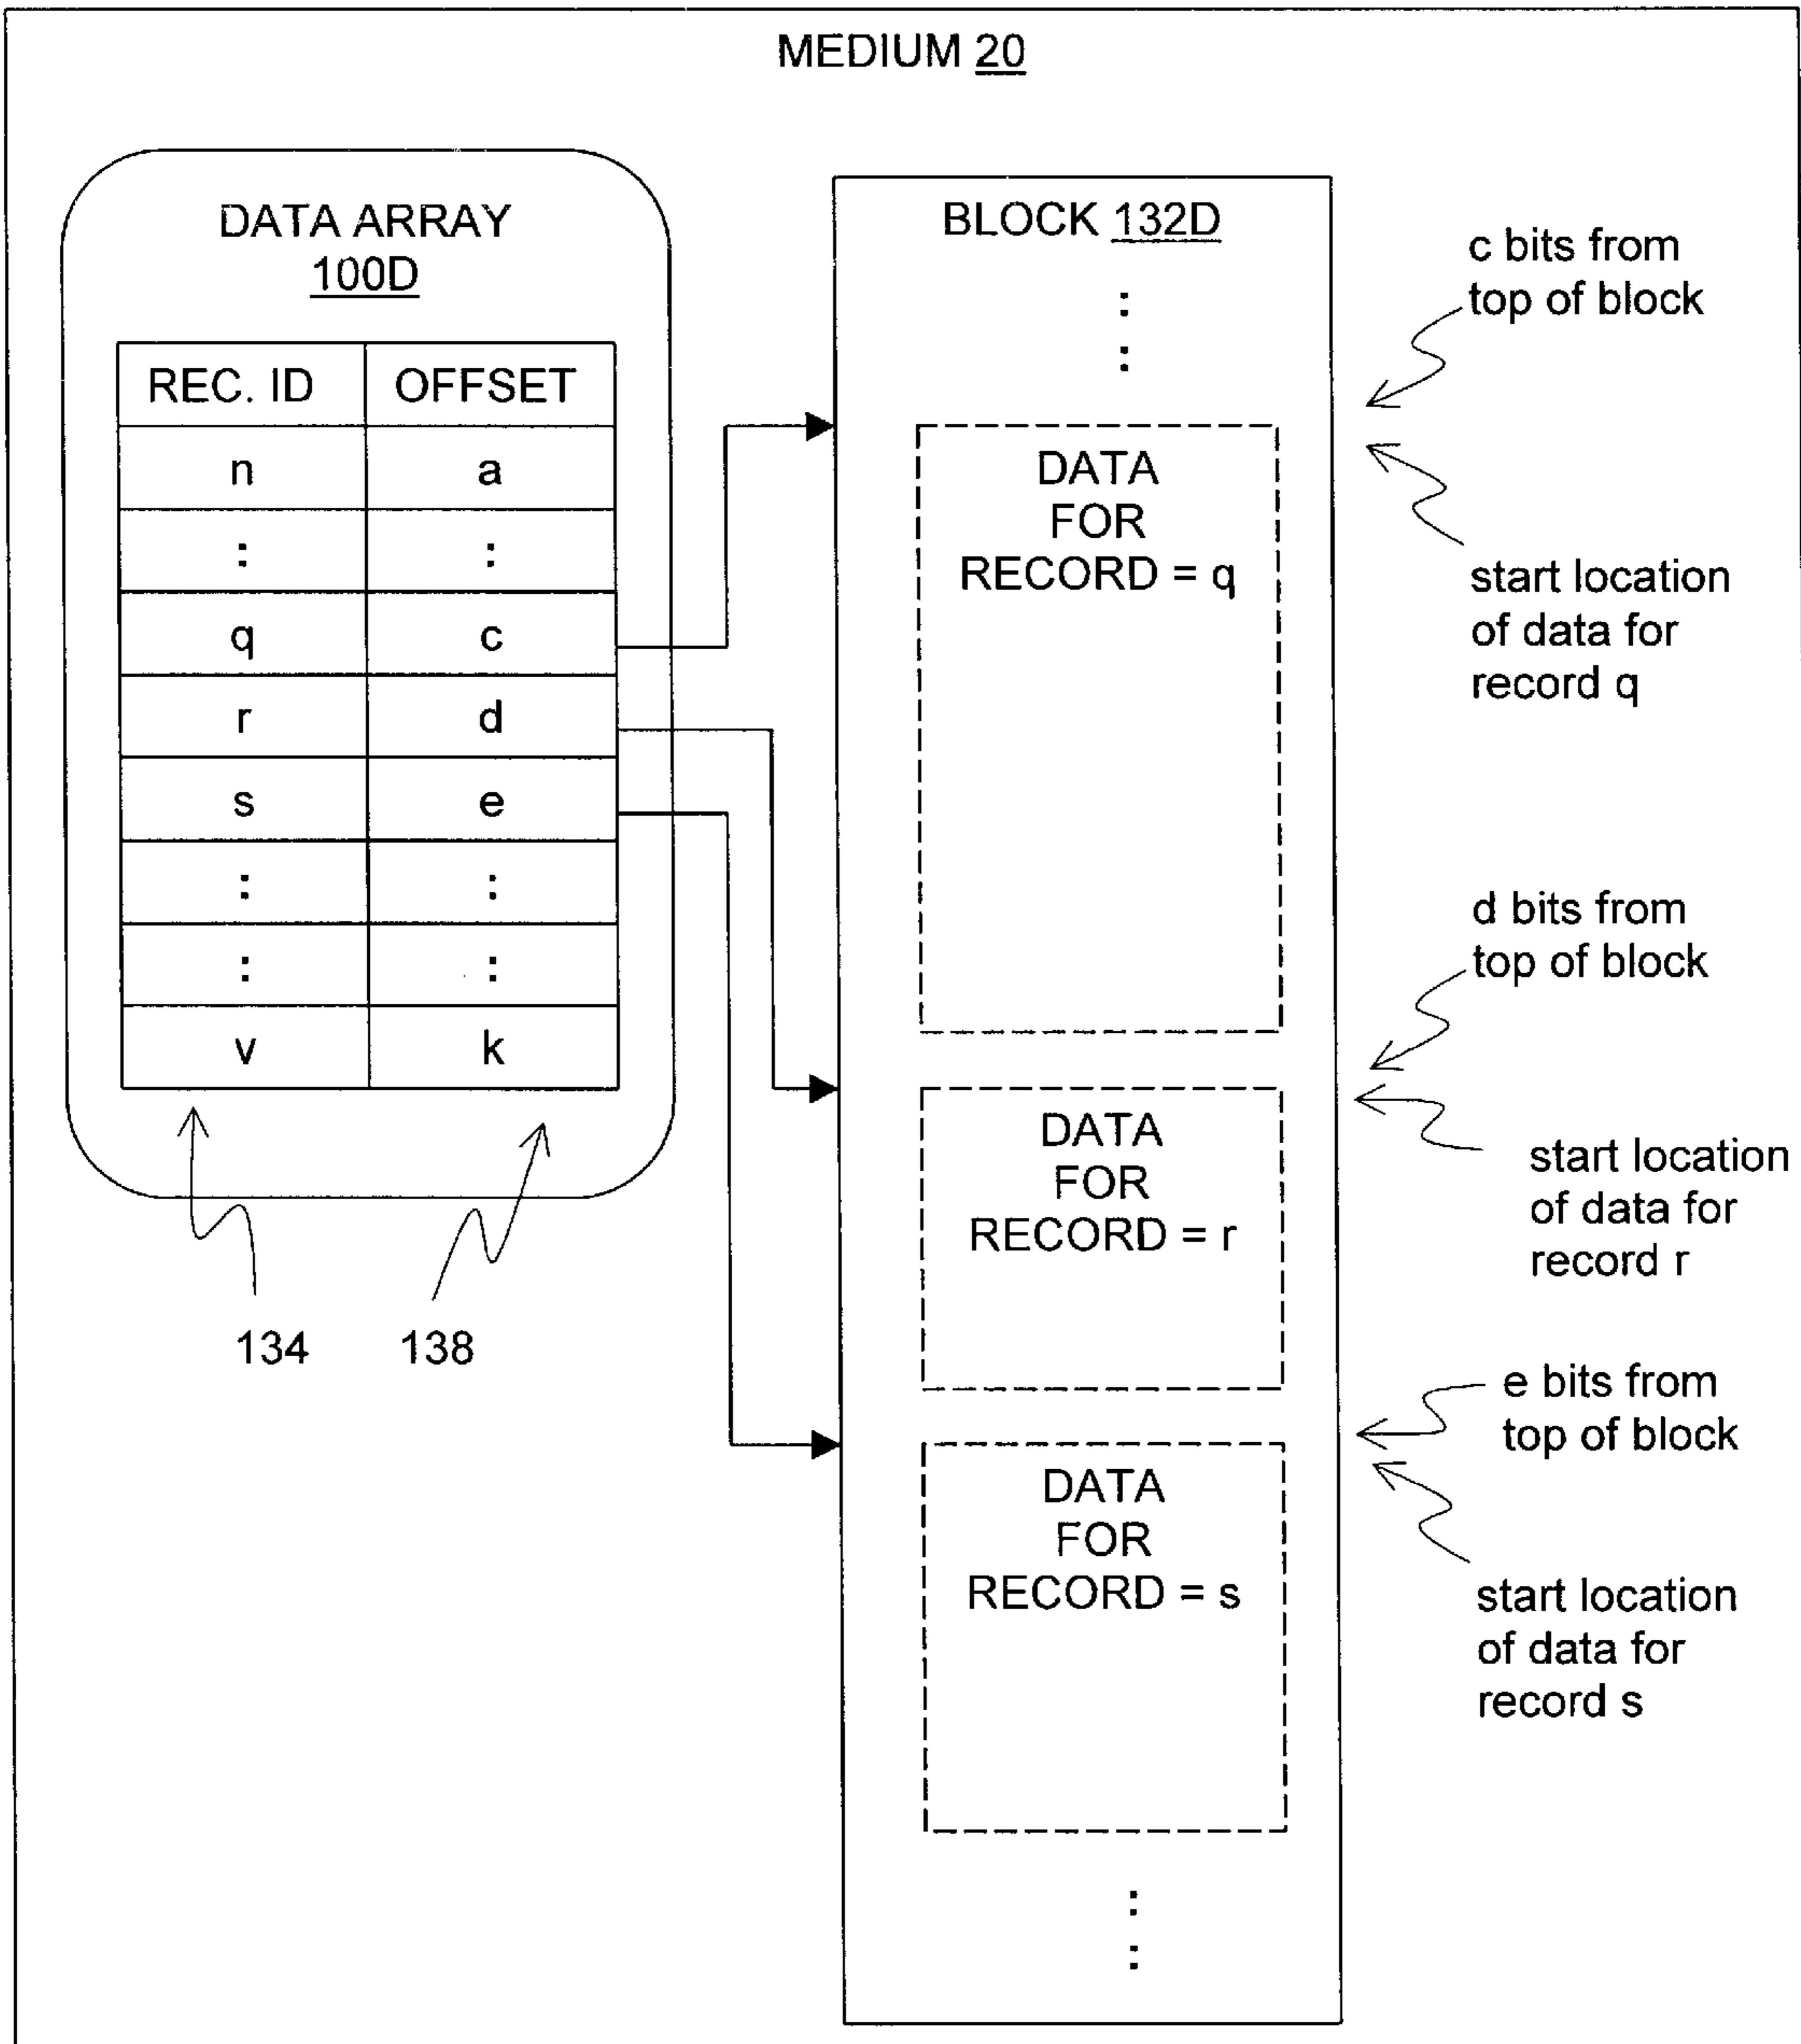 MEDIUM 20
DATA ARRAY
100D
REC. ID OFFSET
n a
: :
q c
r d
s e
: :
: :
v k
134 138
BLOCK 132D
:
:
DATA
FOR
RECORD = q
DATA
FOR
RECORD = r
DATA
FOR
RECORD = s
:
:
c bits from
top of block
start location
of data for
record q
d bits from
top of block
start location
of data for
record r
e bits from
top of block
start location
of data for
record s